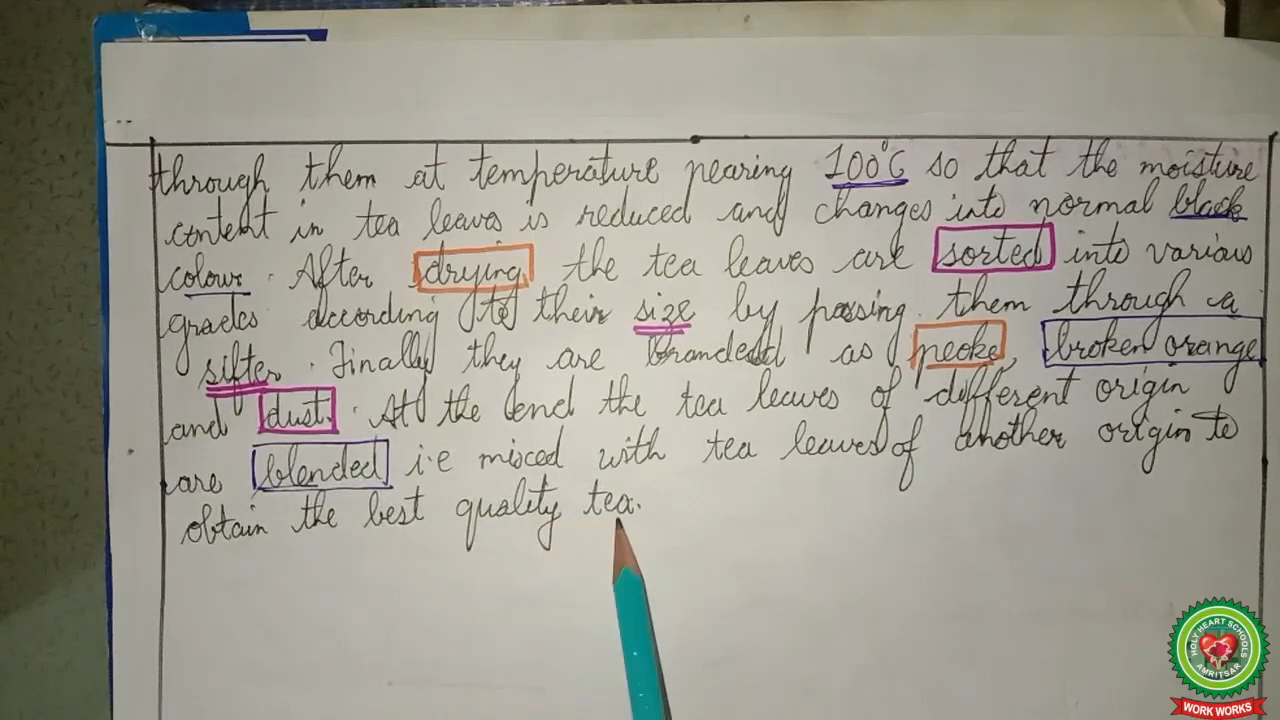 through them at temperature nearing 100°C so that the moisture
content in tea leaves is reduced and changes into normal black
colour. After drying the tea leaves are sorted into various
grades according to their size by passing them through a
sifter. Finally they are branded as peoke, broken orange
and dust. At the end the tea leaves of different origin
are blended i.e mixed with tea leaves of another origin to
obtain the best quality tea.
HOLY HEART SCHOOLS
AMRITSAR
WORK WORKS